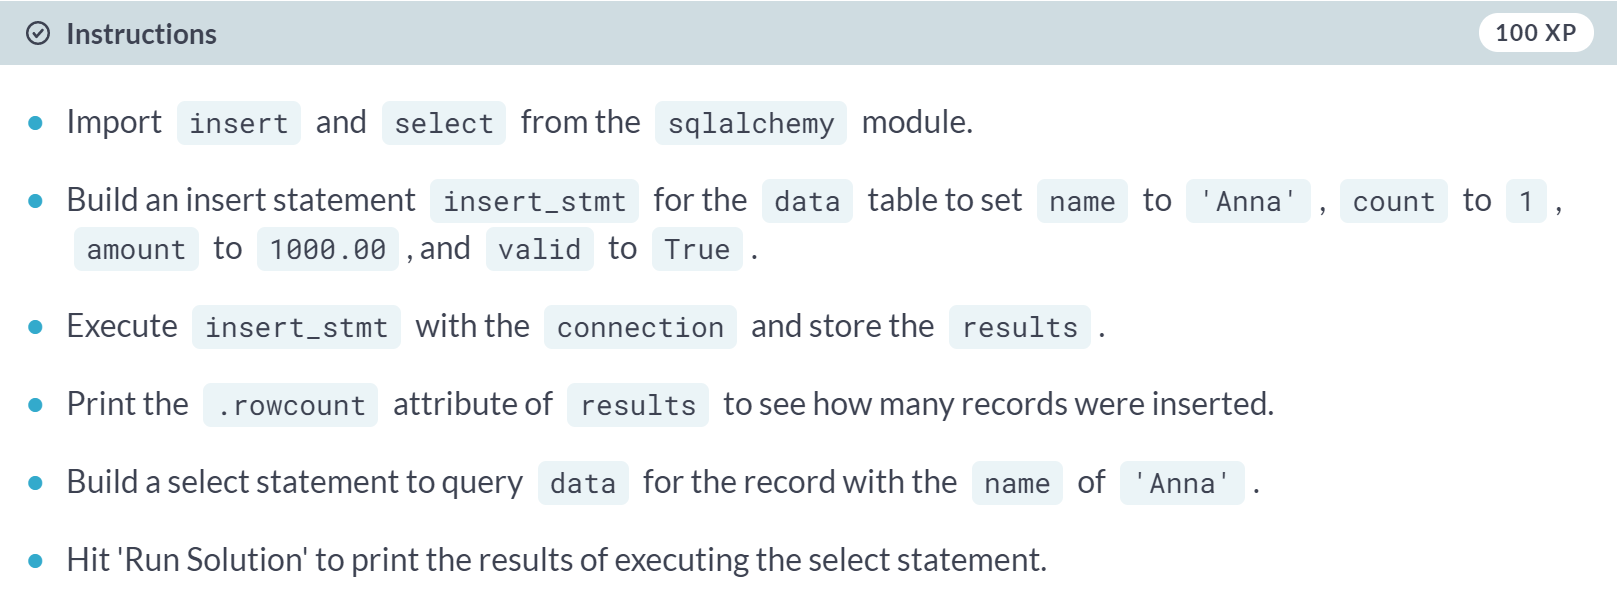 Instructions
100 XP
Import insert and select from the sqlalchemy module.
Build an insert statement insert_stmt for the data table to set name to 'Anna' , count to 1 ,
amount to 1000.00 , and valid to True .
Execute insert_stmt with the connection and store the results .
Print the .rowcount attribute of results to see how many records were inserted.
Build a select statement to query data for the record with the name of 'Anna' .
Hit 'Run Solution' to print the results of executing the select statement.